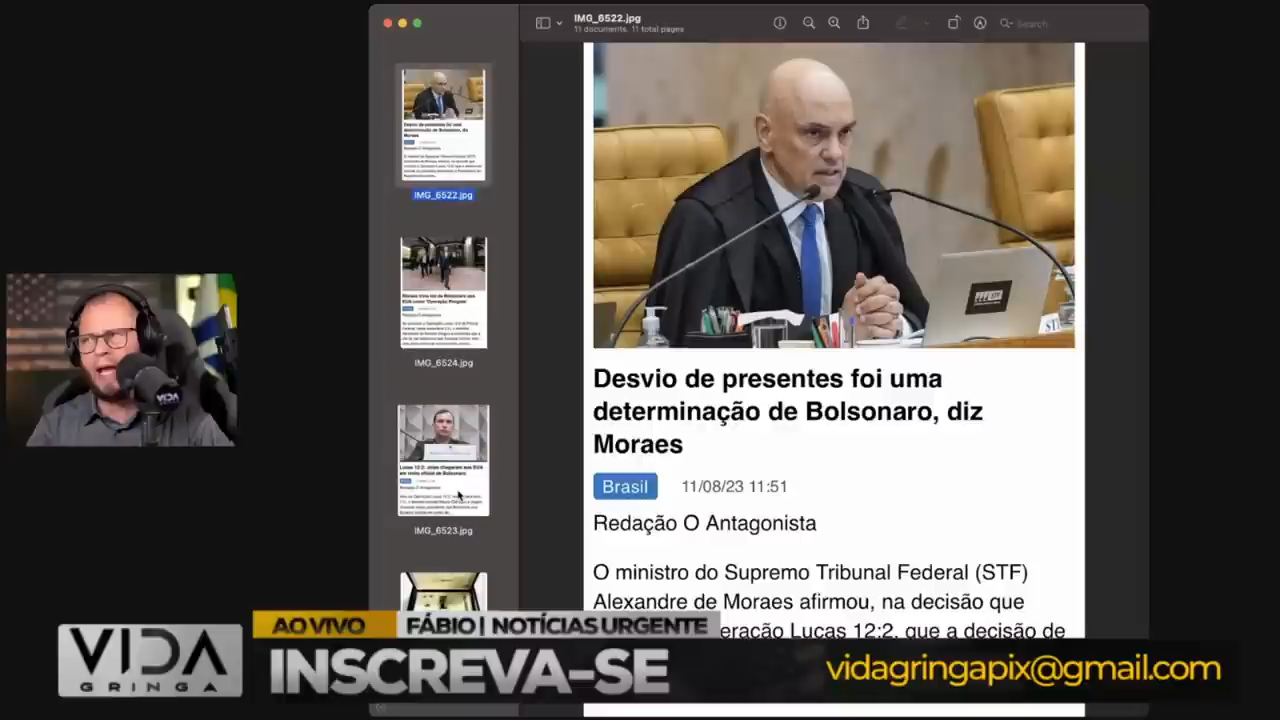 IMG_6522.jpg
11 documents, 11 total pages
Search
IMG_6522.jpg
IMG_6524.jpg
IMG_6523.jpg
Desvio de presentes foi uma
determinação de Bolsonaro, diz
Moraes
Brasil 11/08/23 11:51
Redação O Antagonista
O ministro do Supremo Tribunal Federal (STF)
Alexandre de Moraes afirmou, na decisão que
eração Lucas 12:2, que a decisão de
VIDA
AO VIVO FÁBIO | NOTÍCIAS URGENTE
INSCREVA-SE
vidagringapix@gmail.com
VIDA
GRINGA